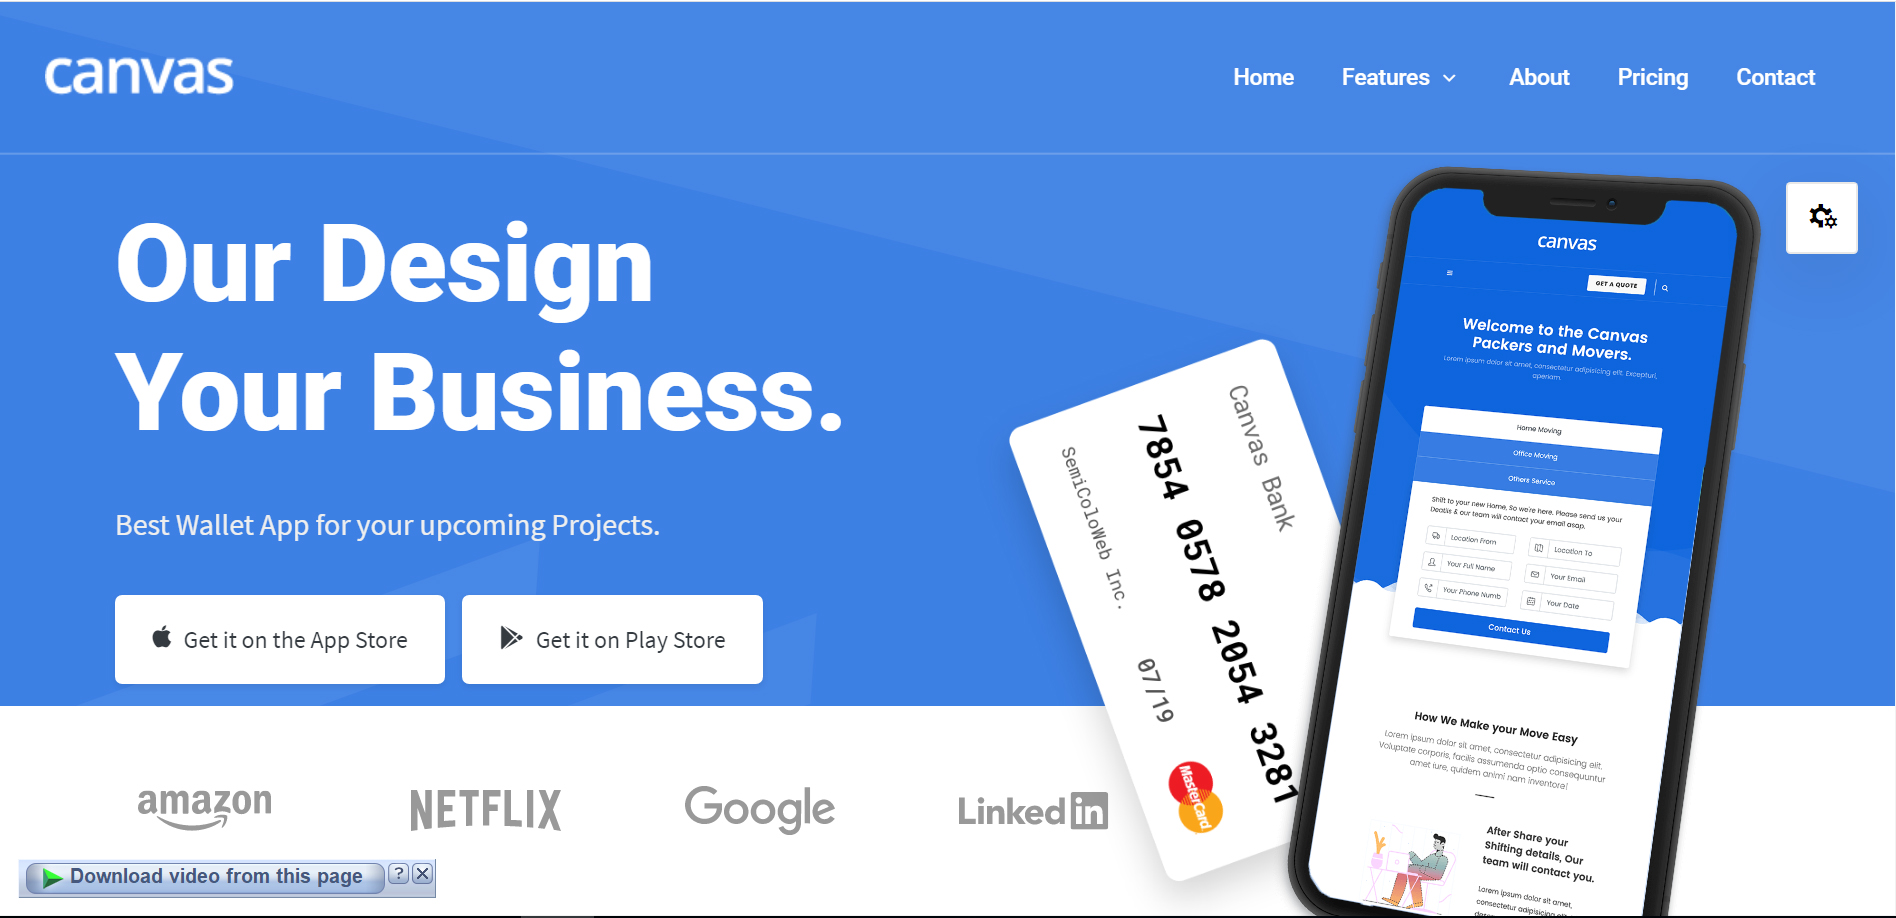 canvas
Home
Features
About
Pricing
Contact
Our Design
Your Business.
Best Wallet App for your upcoming Projects.
Get it on the App Store
Get it on Play Store
Canvas Bank
7854 0578 2054 3281
SemiColoWeb Inc.
07/19
MasterCard
canvas
GET A QUOTE
Welcome to the Canvas
Packers and Movers.
Lorem ipsum dolor sit amet, consectetur adipisicing elit. Excepturi,
aperiam.
Home Moving
Office Moving
Others Service
Shift to your new Home. So we're here. Please send us your
Deatils & our team will contact your email asap.
Location From
Location To
Your Full Name
Your Email
Your Phone Numb
Your Date
Contact Us
How We Make your Move Easy
Lorem ipsum dolor sit amet, consectetur adipisicing elit.
Voluptate corporis, facilis assumenda optio consequuntur
amet iure, quidem animi nam inventore!
After Share your
Shifting details, Our
team will contact you.
Lorem ipsum dolor sit amet,
consectetur adipisicing elit
amazon
NETFLIX
Google
Linked in
Download video from this page
?